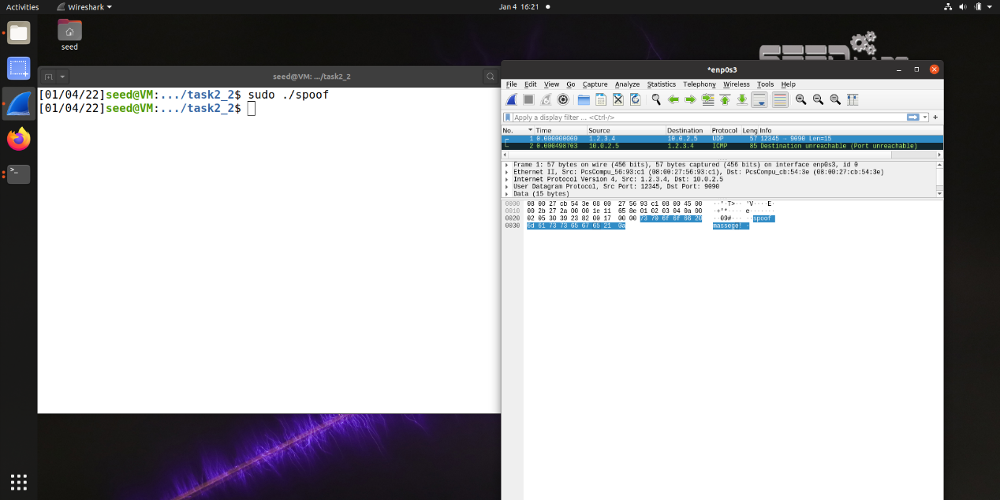 Activities Wireshark Jan 4 16:21
seed
seed@VM: .../task2_2
[01/04/22]seed@VM:.../task2_2$ sudo ./spoof
[01/04/22]seed@VM:.../task2_2$
SEED
*enp0s3
File Edit View Go Capture Analyze Statistics Telephony Wireless Tools Help
Apply a display filter ... <Ctrl-/>
No. Time Source Destination Protocol Leng Info
1 0.000000000 1.2.3.4 10.0.2.5 UDP 57 12345 → 9090 Len=15
2 0.000498703 10.0.2.5 1.2.3.4 ICMP 85 Destination unreachable (Port unreachable)
Frame 1: 57 bytes on wire (456 bits), 57 bytes captured (456 bits) on interface enp0s3, id 0
Ethernet II, Src: PcsCompu_56:93:c1 (08:00:27:56:93:c1), Dst: PcsCompu_cb:54:3e (08:00:27:cb:54:3e)
Internet Protocol Version 4, Src: 1.2.3.4, Dst: 10.0.2.5
User Datagram Protocol, Src Port: 12345, Dst Port: 9090
Data (15 bytes)
0000 08 00 27 cb 54 3e 08 00 27 56 93 c1 08 00 45 00 ··'·T>·· 'V····E·
0010 00 2b 27 2a 00 00 1e 11 65 8e 01 02 03 04 0a 00 ·+'*···· e·······
0020 02 05 30 39 23 82 00 17 00 00 73 70 6f 6f 66 20 ··09#··· ··spoof
0030 6d 61 73 73 65 67 65 21 0a massege! ·